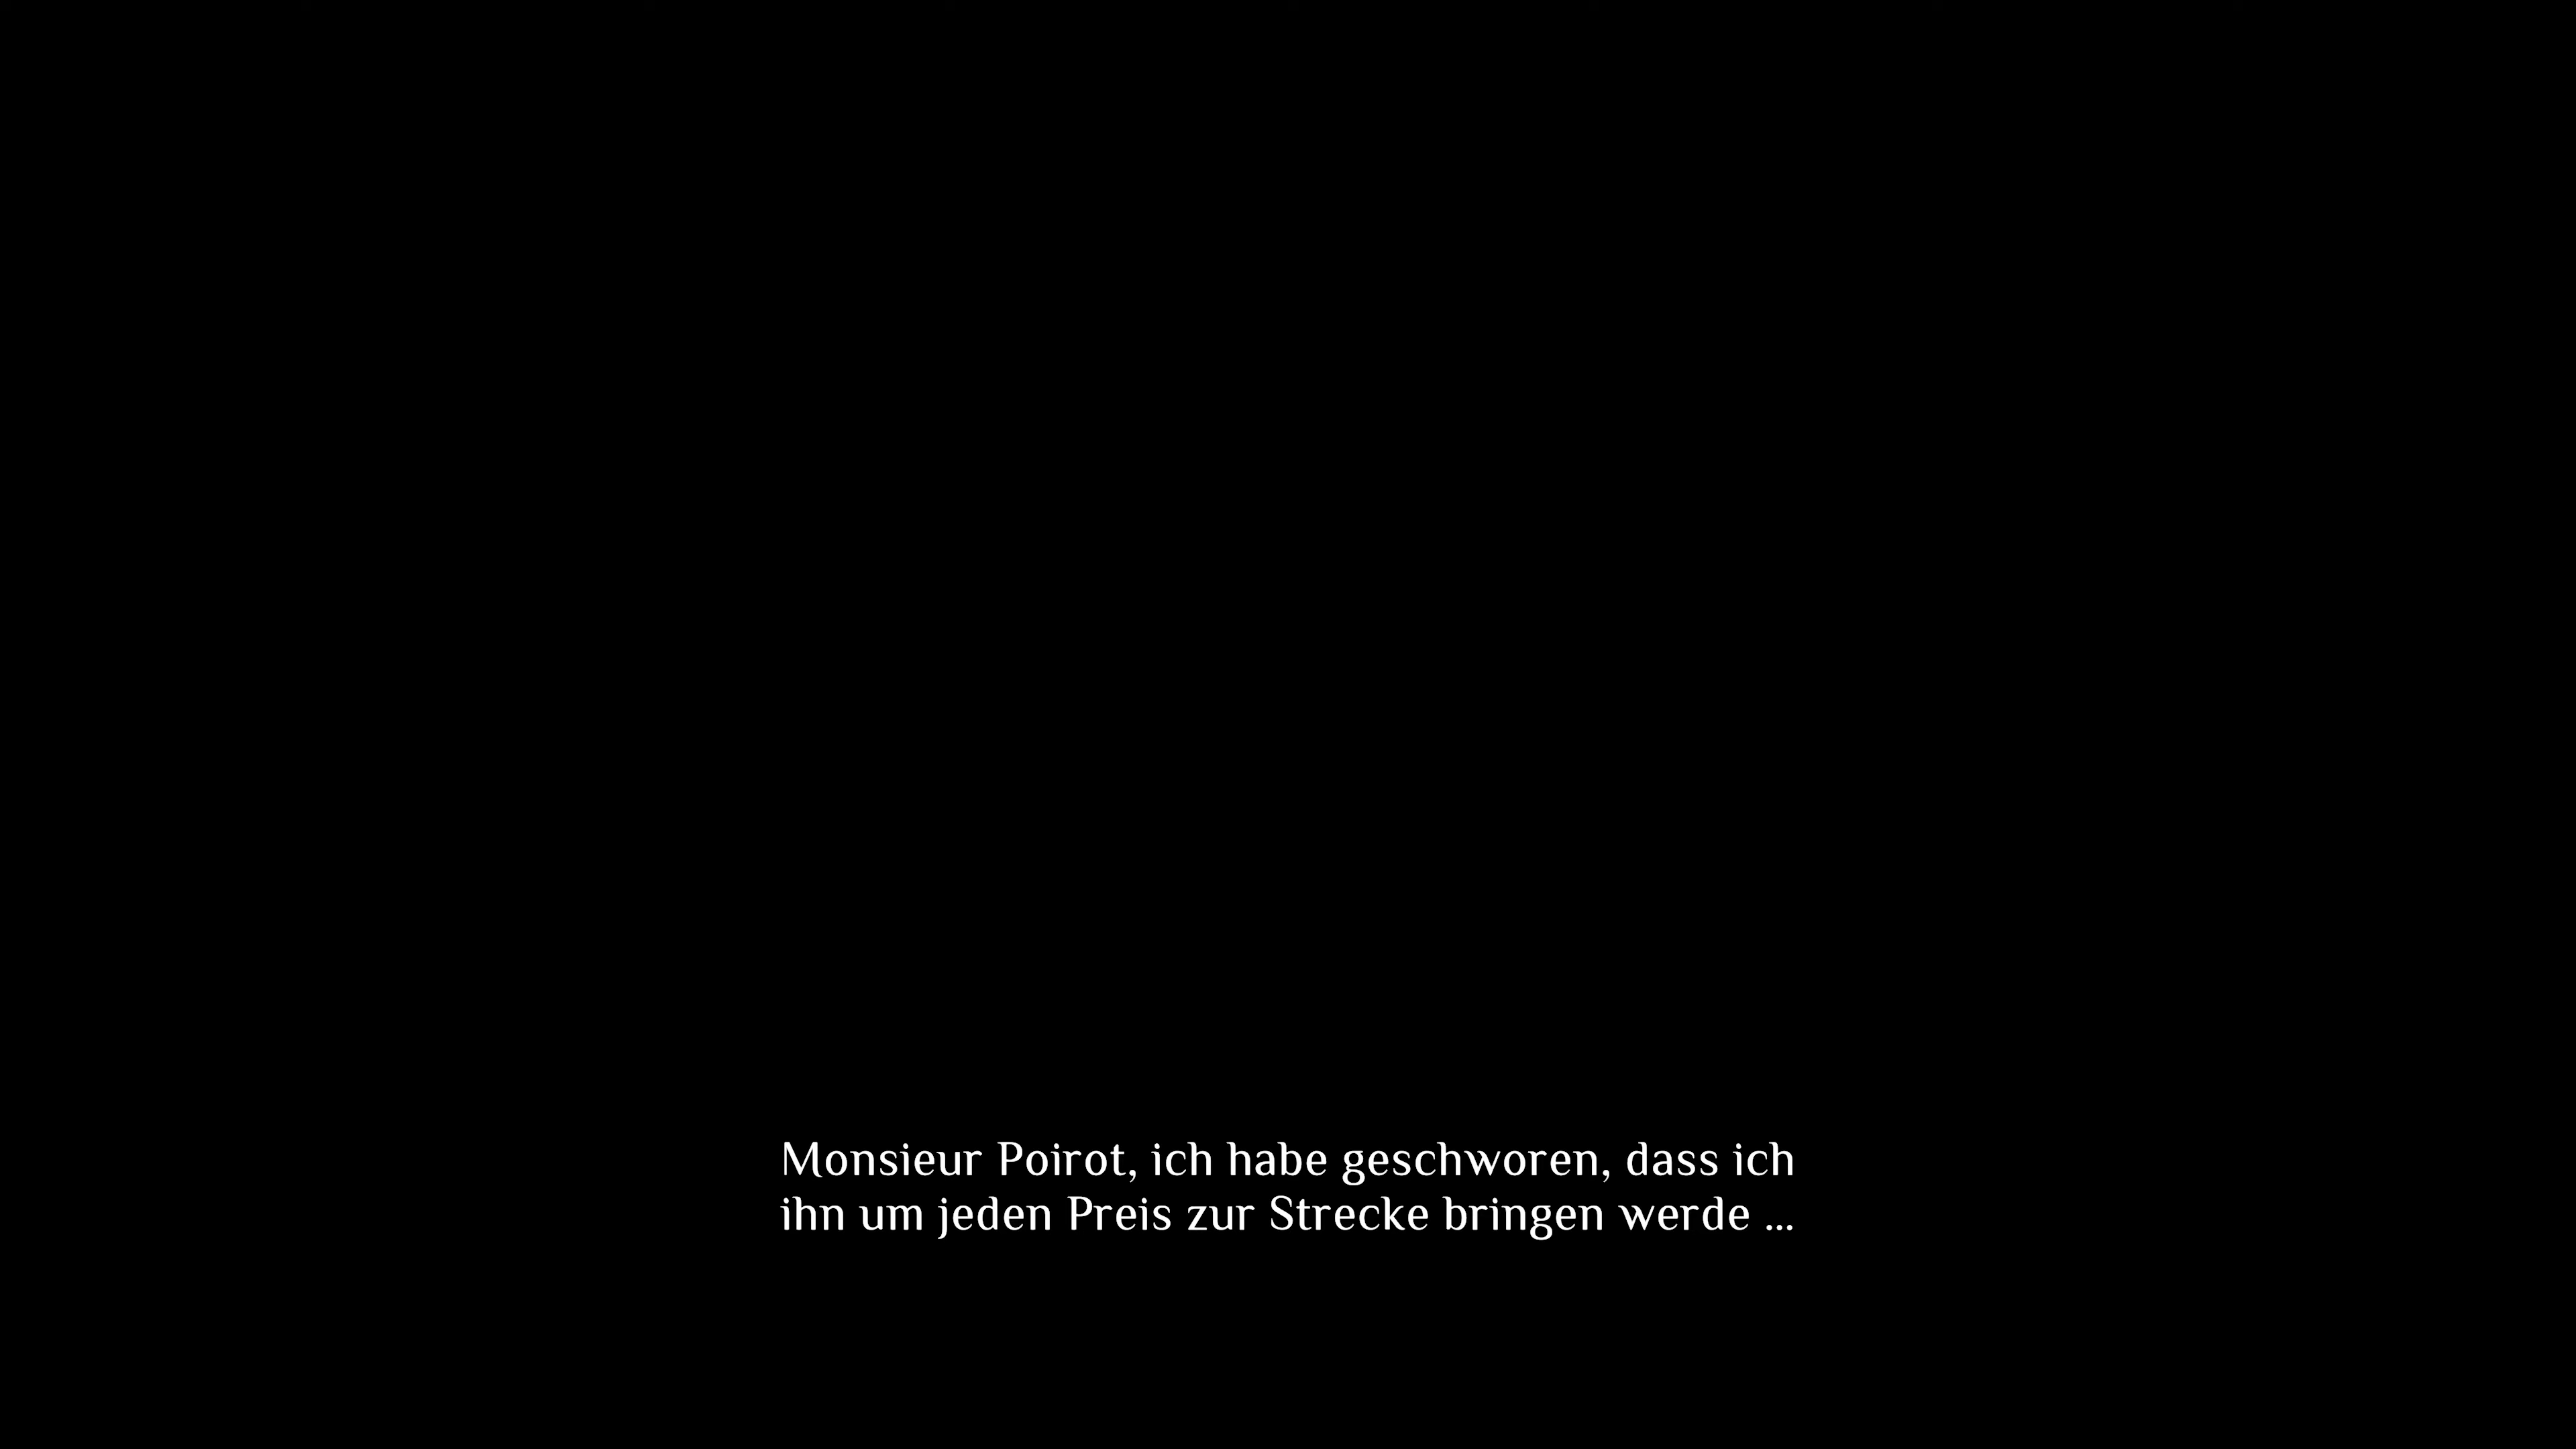 Monsieur Poirot, ich habe geschworen, dass ich
ihn um jeden Preis zur Strecke bringen werde ...